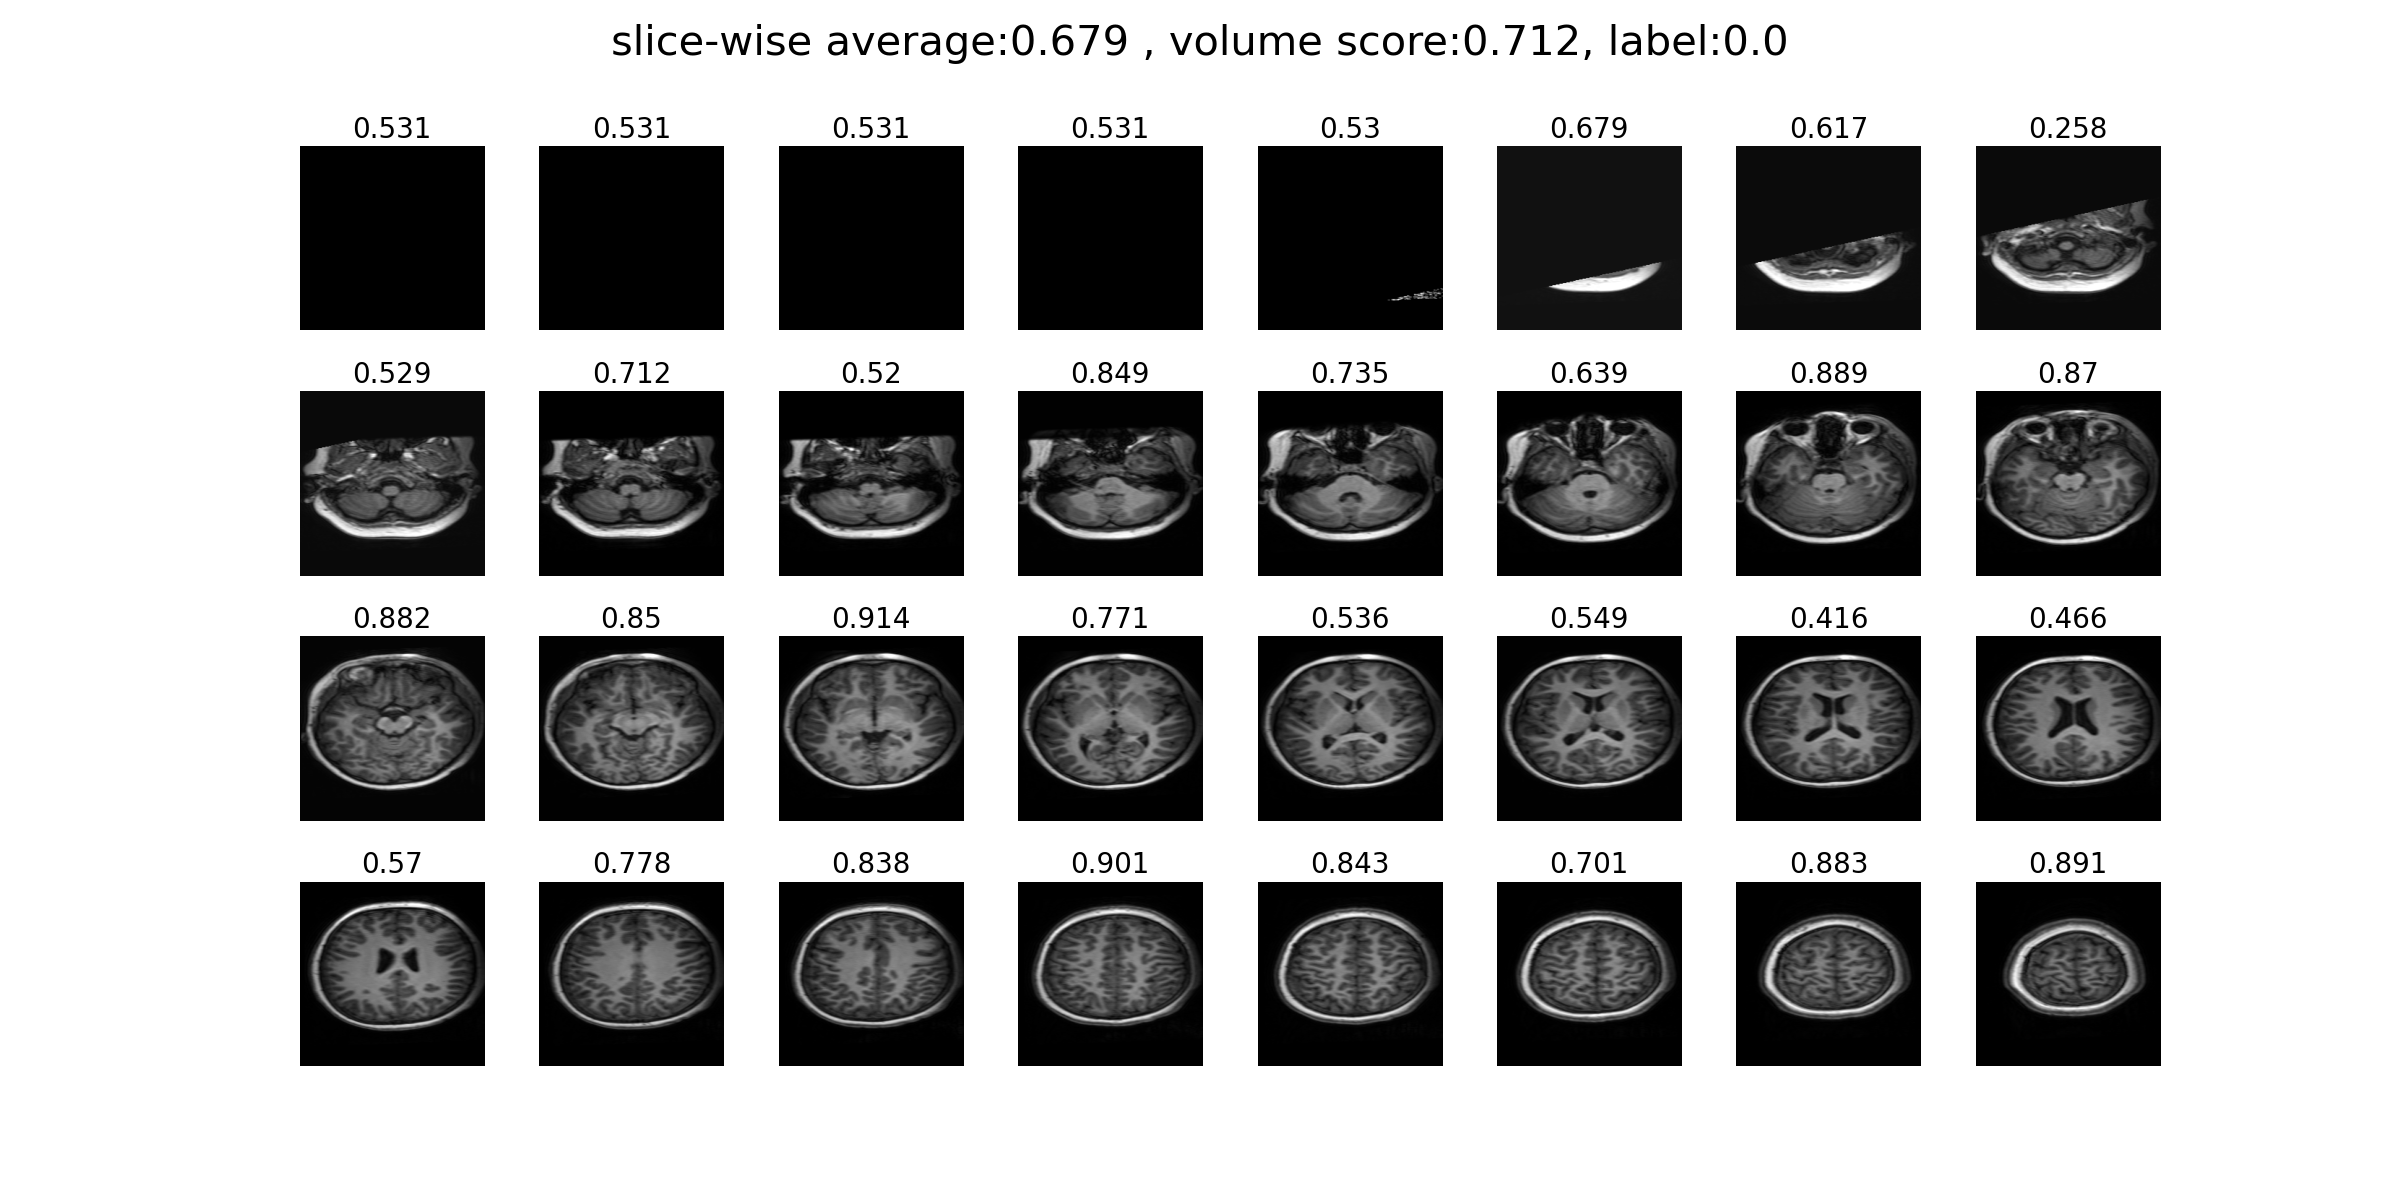 slice-wise average:0.679 , volume score:0.712, label:0.0
0.531 0.531 0.531 0.531 0.53 0.679 0.617 0.258
0.529 0.712 0.52 0.849 0.735 0.639 0.889 0.87
0.882 0.85 0.914 0.771 0.536 0.549 0.416 0.466
0.57 0.778 0.838 0.901 0.843 0.701 0.883 0.891